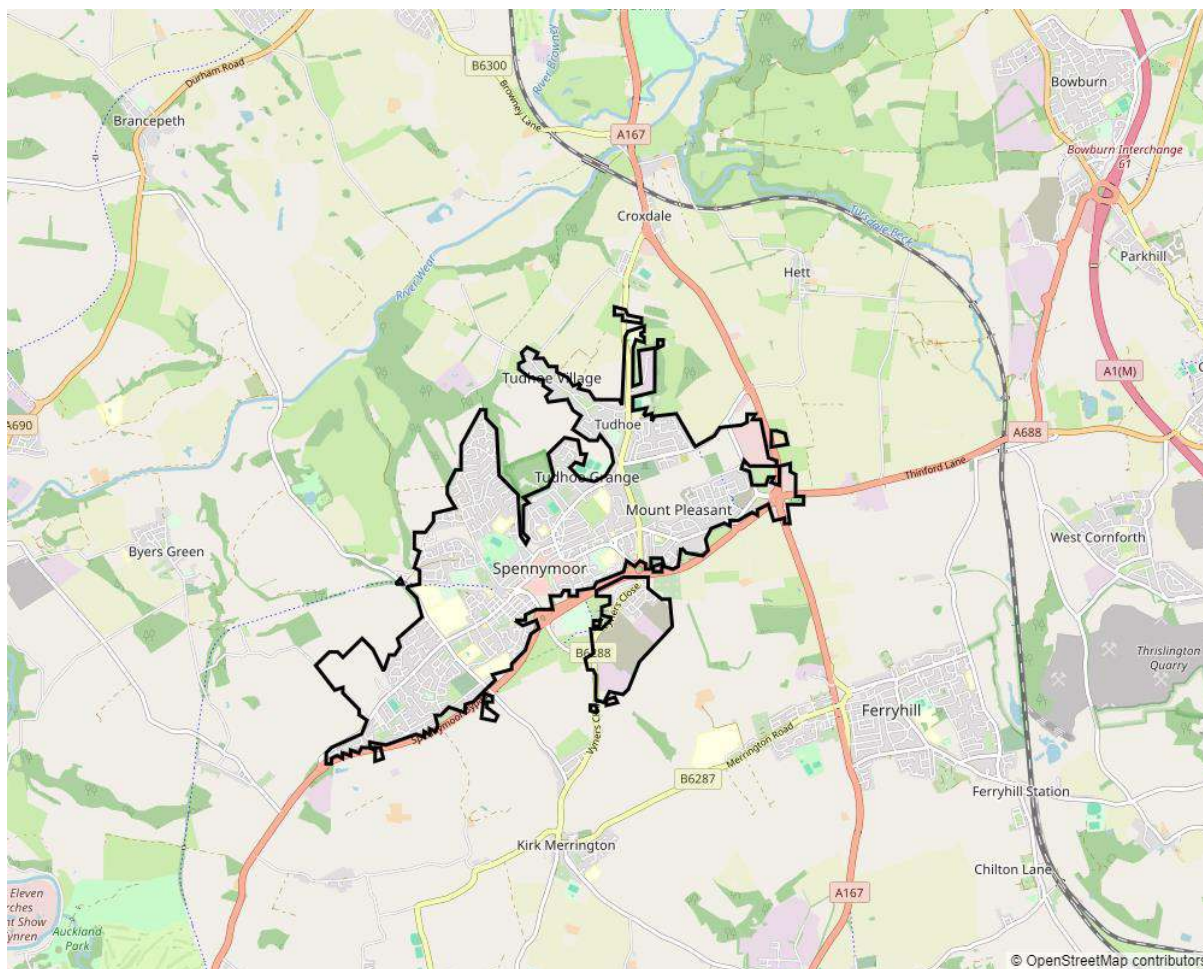 B6300
River Browney
Durham Road
Browney Lane
Brancepeth
A167
Bowburn
Bowburn Interchange
61
Croxdale
River Wear
Hett
Parkhill
A1(M)
Tudhoe Village
A690
Tudhoe
A688
Thinford Lane
Tudhoe Grange
Mount Pleasant
Byers Green
West Cornforth
Spennymoor
B6288
Thrislington
Quarry
Ferryhill
Merrington Road
B6287
Ferryhill Station
Kirk Merrington
Chilton Lane
A167
Eleven
Auckland
Park
© OpenStreetMap contributors